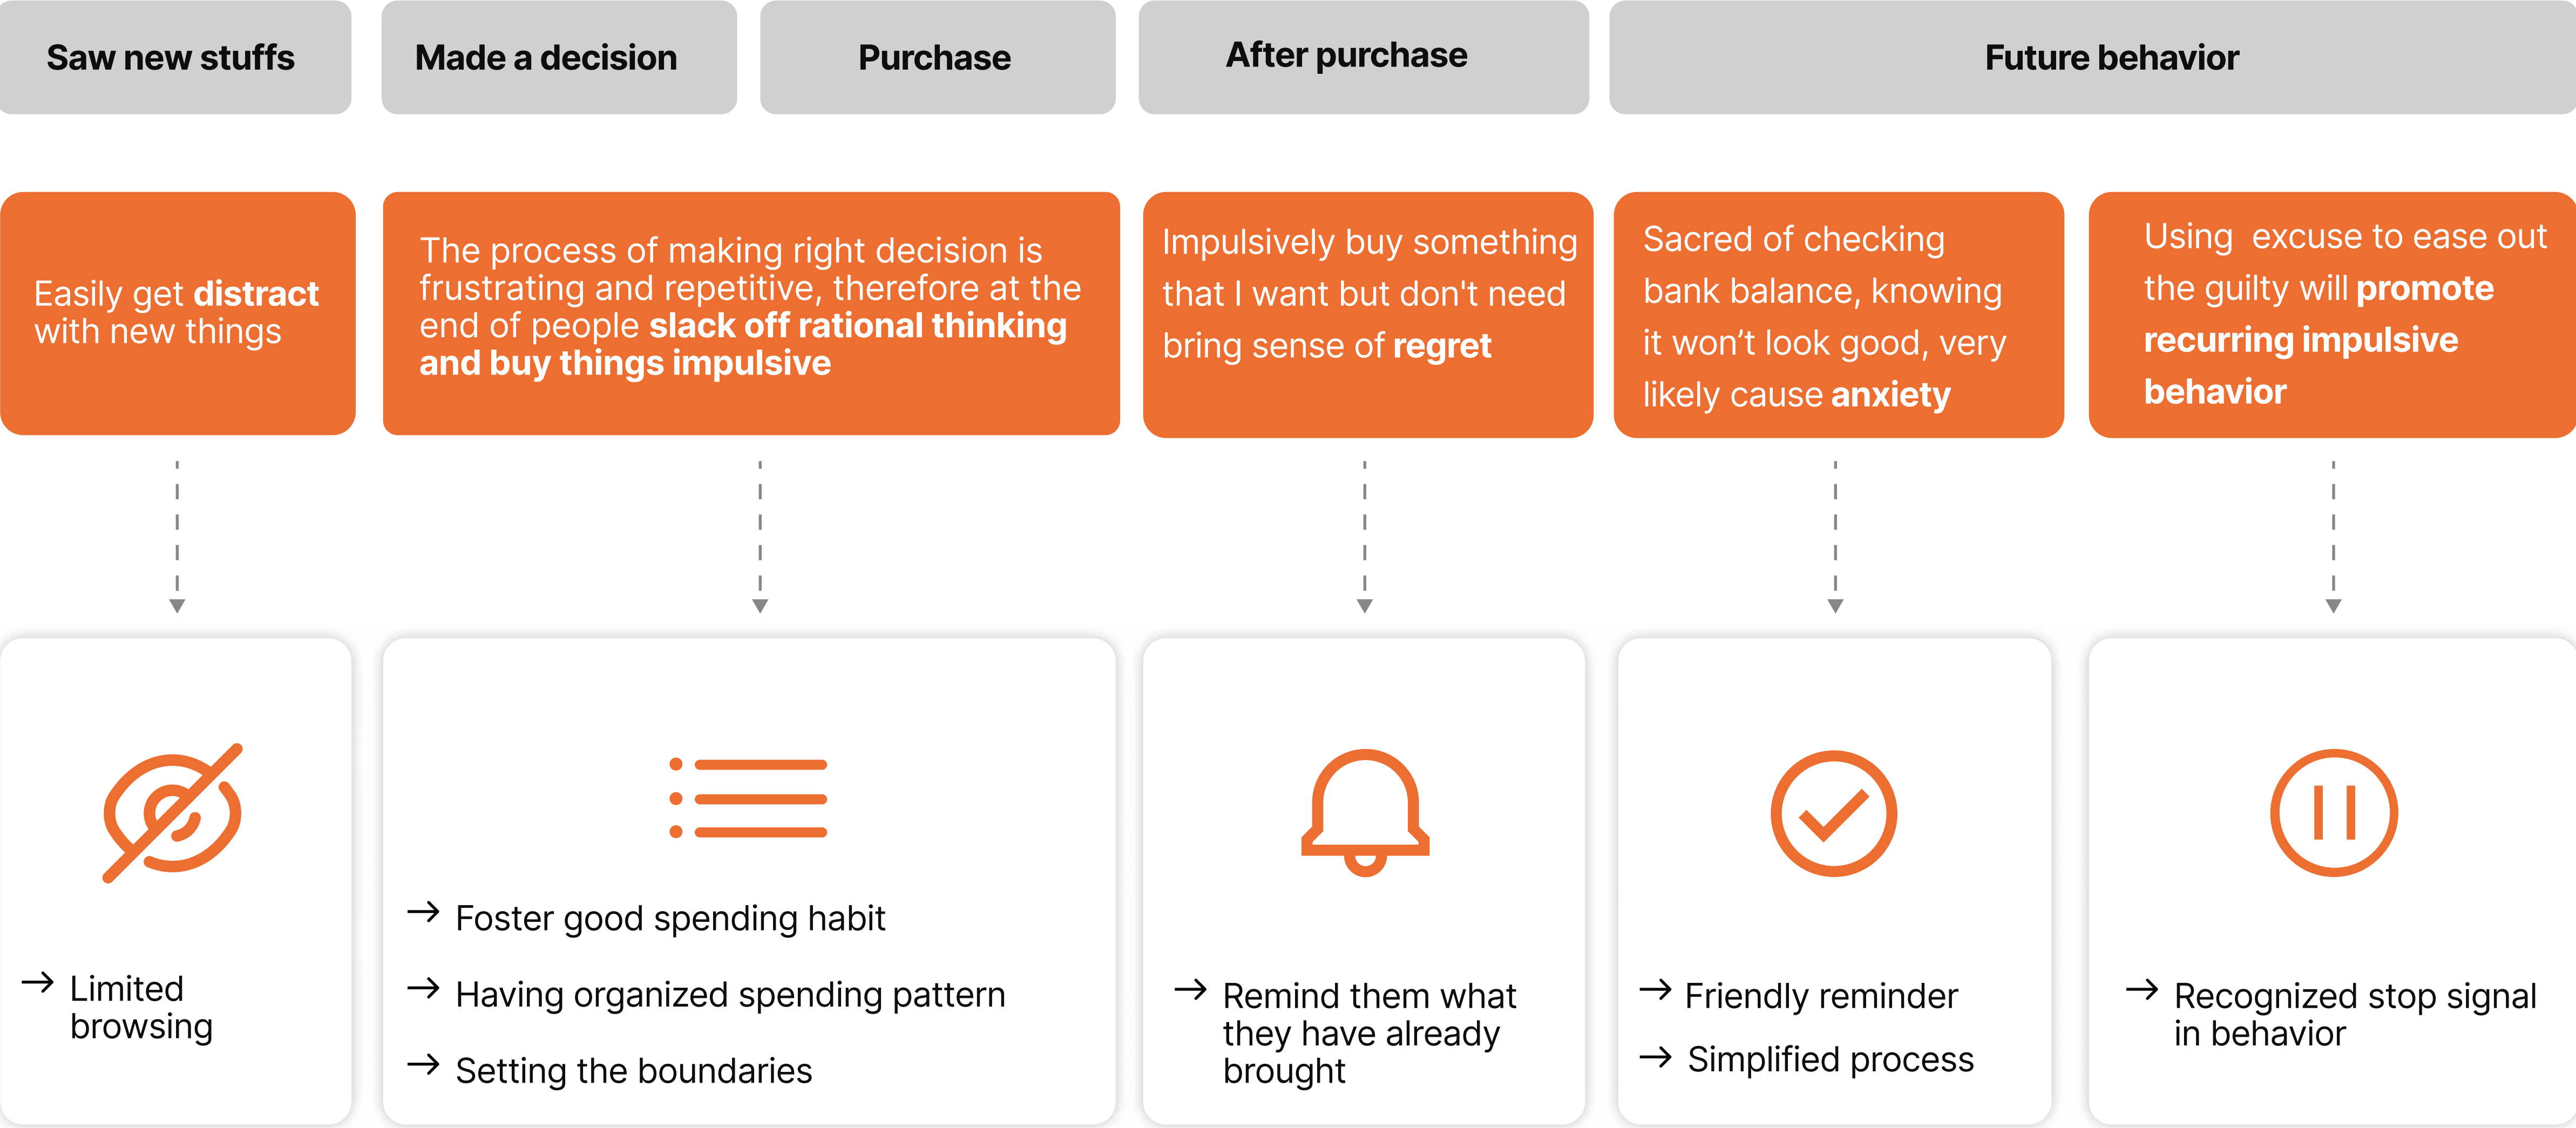 Saw new stuffs
Made a decision
Purchase
After purchase
Future behavior
Easily get distract
with new things
The process of making right decision is
frustrating and repetitive, therefore at the
end of people slack off rational thinking
and buy things impulsive
Impulsively buy something
that I want but don't need
bring sense of regret
Sacred of checking
bank balance, knowing
it won’t look good, very
likely cause anxiety
Using excuse to ease out
the guilty will promote
recurring impulsive
behavior
→ Limited
browsing
→ Foster good spending habit
→ Having organized spending pattern
→ Setting the boundaries
→ Remind them what
they have already
brought
→ Friendly reminder
→ Simplified process
→ Recognized stop signal
in behavior